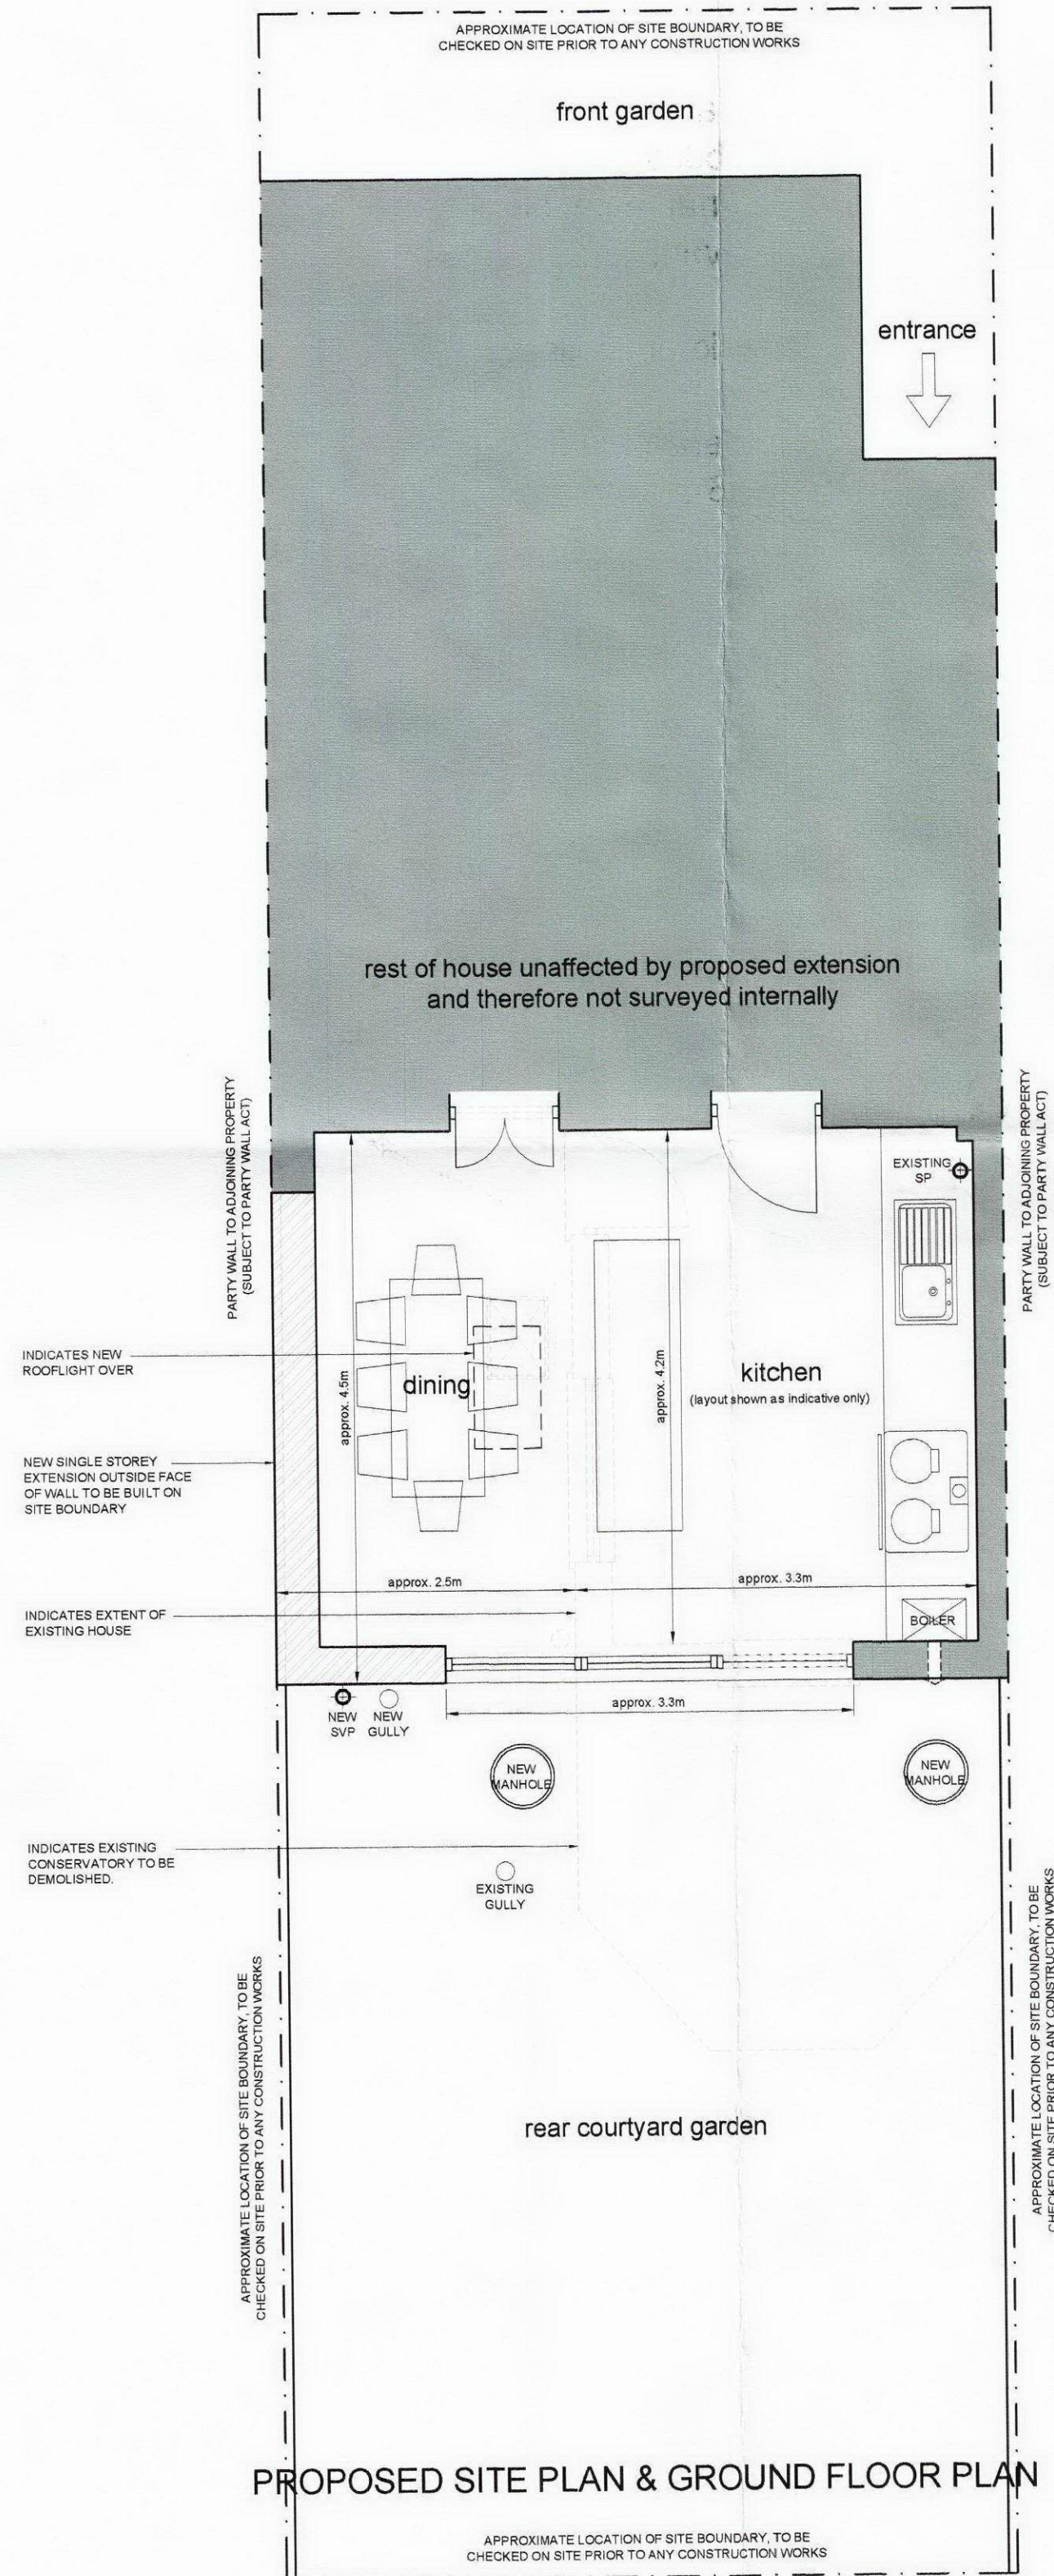 APPROXIMATE LOCATION OF SITE BOUNDARY, TO BE
CHECKED ON SITE PRIOR TO ANY CONSTRUCTION WORKS
front garden
entrance
rest of house unaffected by proposed extension
and therefore not surveyed internally
PARTY WALL TO ADJOINING PROPERTY
(SUBJECT TO PARTY WALL ACT)
PARTY WALL TO ADJOINING PROPERTY
(SUBJECT TO PARTY WALL ACT)
EXISTING
SP
INDICATES NEW
ROOFLIGHT OVER
dining
approx. 4.5m
approx. 4.2m
kitchen
(layout shown as indicative only)
NEW SINGLE STOREY
EXTENSION OUTSIDE FACE
OF WALL TO BE BUILT ON
SITE BOUNDARY
approx. 2.5m
approx. 3.3m
INDICATES EXTENT OF
EXISTING HOUSE
BOILER
approx. 3.3m
NEW
SVP
NEW
GULLY
NEW
MANHOLE
NEW
MANHOLE
INDICATES EXISTING
CONSERVATORY TO BE
DEMOLISHED.
EXISTING
GULLY
APPROXIMATE LOCATION OF SITE BOUNDARY, TO BE
CHECKED ON SITE PRIOR TO ANY CONSTRUCTION WORKS
APPROXIMATE LOCATION OF SITE BOUNDARY, TO BE
CHECKED ON SITE PRIOR TO ANY CONSTRUCTION WORKS
rear courtyard garden
PROPOSED SITE PLAN & GROUND FLOOR PLAN
APPROXIMATE LOCATION OF SITE BOUNDARY, TO BE
CHECKED ON SITE PRIOR TO ANY CONSTRUCTION WORKS